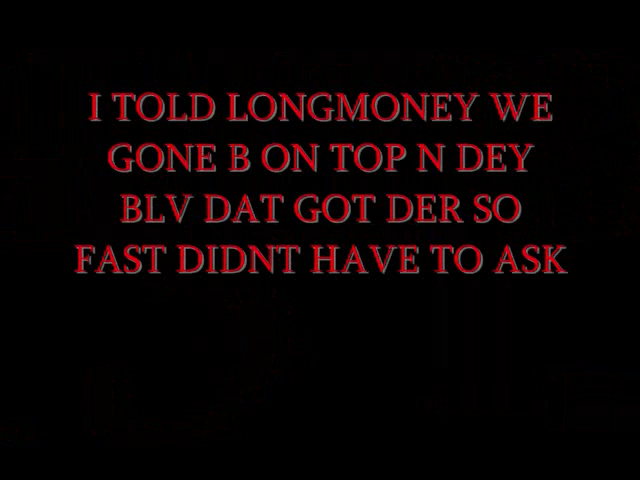 I TOLD LONGMONEY WE
GONE B ON TOP N DEY
BLV DAT GOT DER SO
FAST DIDNT HAVE TO ASK